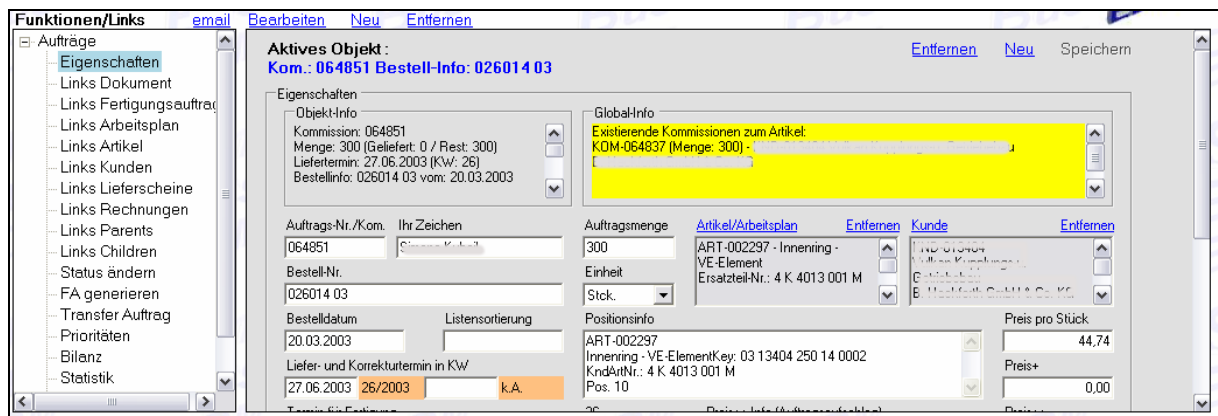 Funktionen/Links
email Bearbeiten Neu Entfernen
Aufträge
Eigenschaften
Links Dokument
Links Fertigungsauftrag
Links Arbeitsplan
Links Artikel
Links Kunden
Links Lieferscheine
Links Rechnungen
Links Parents
Links Children
Status ändern
FA generieren
Transfer Auftrag
Prioritäten
Bilanz
Statistik
Aktives Objekt :
Kom.: 064851 Bestell-Info: 026014 03
Entfernen Neu Speichern
Eigenschaften
Objekt-Info
Kommission: 064851
Menge: 300 (Geliefert: 0 / Rest: 300)
Liefertermin: 27.06.2003 (KW: 26)
Bestellinfo: 026014 03 vom: 20.03.2003
Global-Info
Existierende Kommissionen zum Artikel:
KOM-064837 (Menge: 300) -
Auftrags-Nr./Kom. Ihr Zeichen
064851
Bestell-Nr.
026014 03
Bestelldatum Listensortierung
20.03.2003
Liefer- und Korrekturtermin in KW
27.06.2003 26/2003 k.A.
Auftragsmenge
300
Einheit
Stck.
Artikel/Arbeitsplan Entfernen
ART-002297 - Innenring -
VE-Element
Ersatzteil-Nr.: 4 K 4013 001 M
Kunde Entfernen
Positionsinfo
ART-002297
Innenring - VE-ElementKey: 03 13404 250 14 0002
KndArtNr.: 4 K 4013 001 M
Pos. 10
Preis pro Stück
44,74
Preis+
0,00